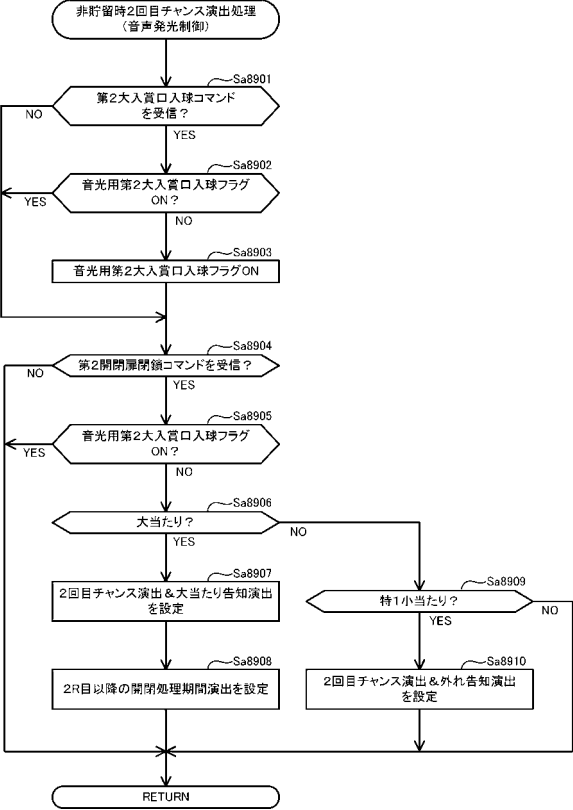 非貯留時2回目チャンス演出処理
(音声発光制御)
Sa8901
第2大入賞口入球コマンド
を受信?
NO
YES
Sa8902
音光用第2大入賞口入球フラグ
ON?
YES
NO
Sa8903
音光用第2大入賞口入球フラグON
Sa8904
第2開閉扉閉鎖コマンドを受信?
NO
YES
Sa8905
音光用第2大入賞口入球フラグ
ON?
YES
NO
Sa8906
大当たり?
NO
YES
Sa8907
2回目チャンス演出&大当たり告知演出
を設定
Sa8909
特1小当たり?
NO
YES
Sa8908
2R目以降の開閉処理期間演出を設定
Sa8910
2回目チャンス演出&外れ告知演出
を設定
RETURN